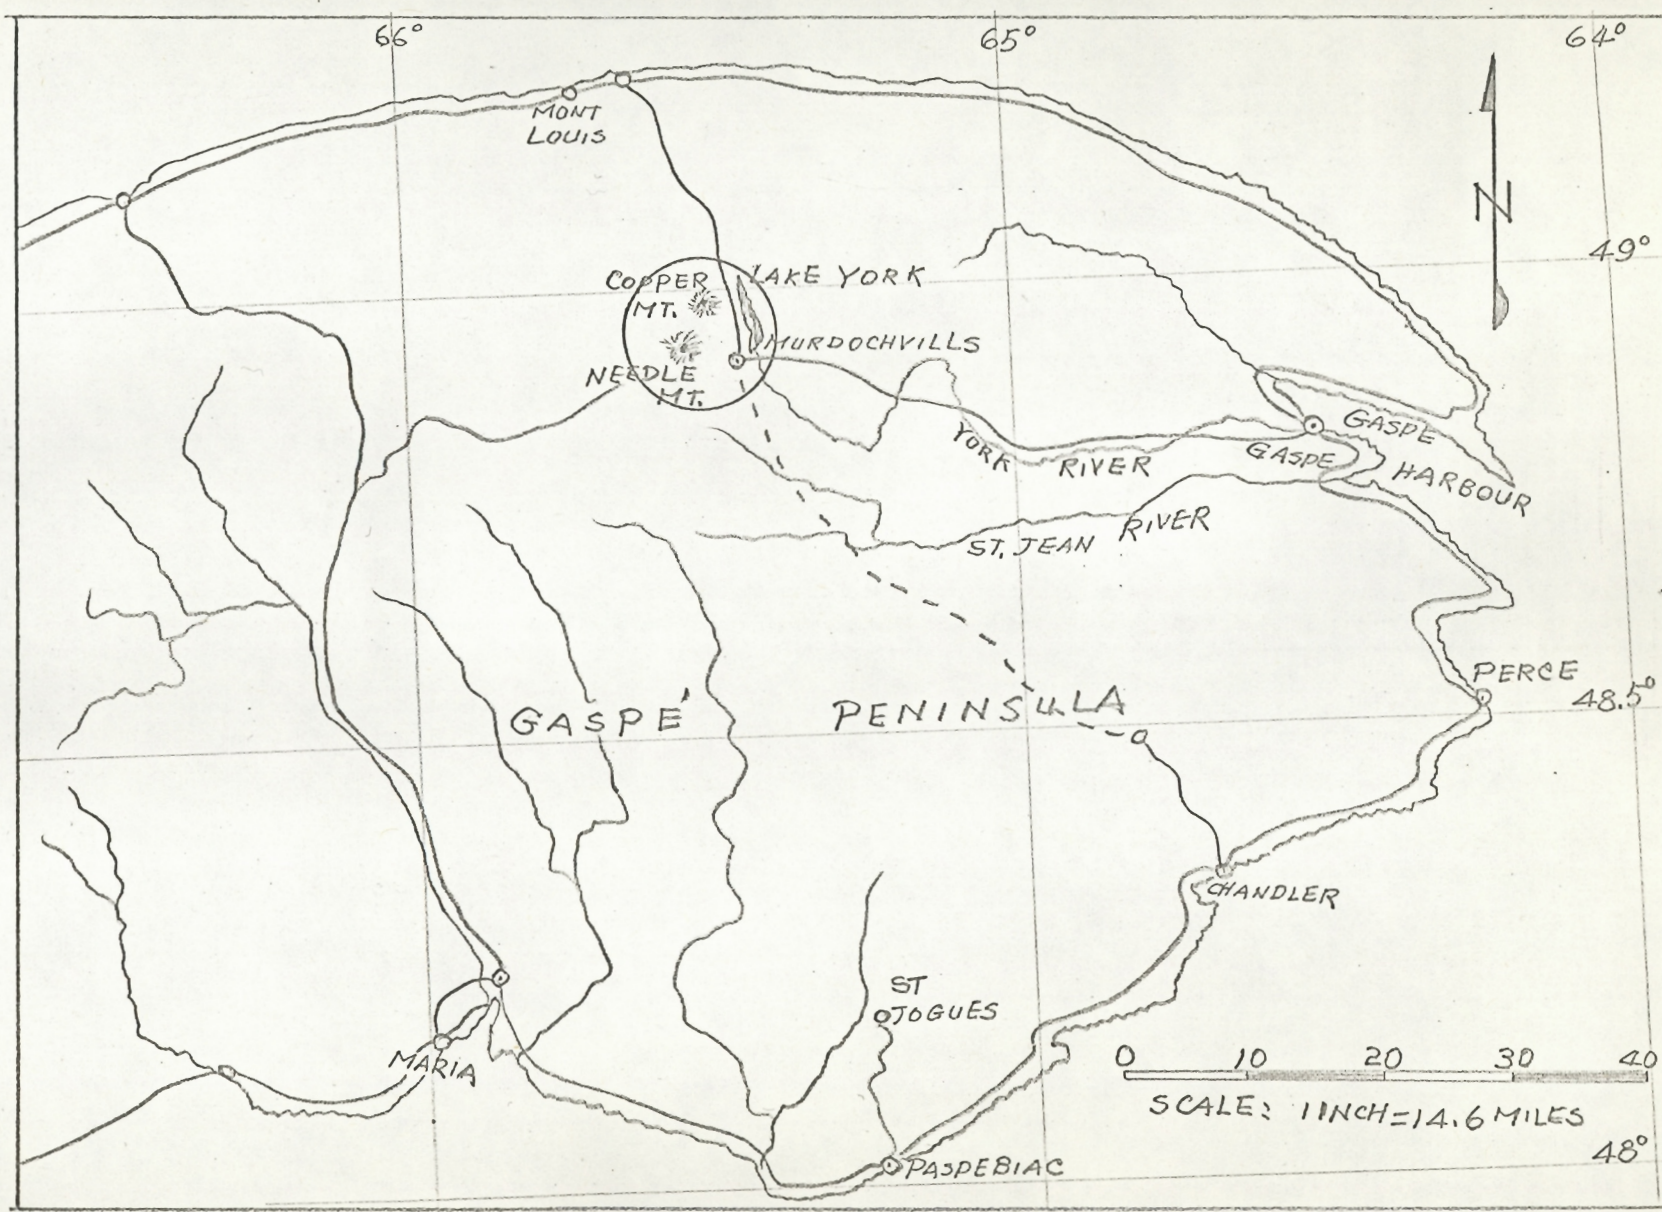 66°
65°
64°
MONT
LOUIS
N
49°
COPPER
MT.
LAKE YORK
MURDOCHVILLS
NEEDLE
MT.
GASPE
HARBOUR
GASPE
YORK RIVER
ST. JEAN RIVER
PERCE
48.5°
GASPÉ PENINSULA
CHANDLER
ST
JOGUES
MARIA
0 10 20 30 40
SCALE: 1 INCH=14.6 MILES
48°
PASPEBIAC